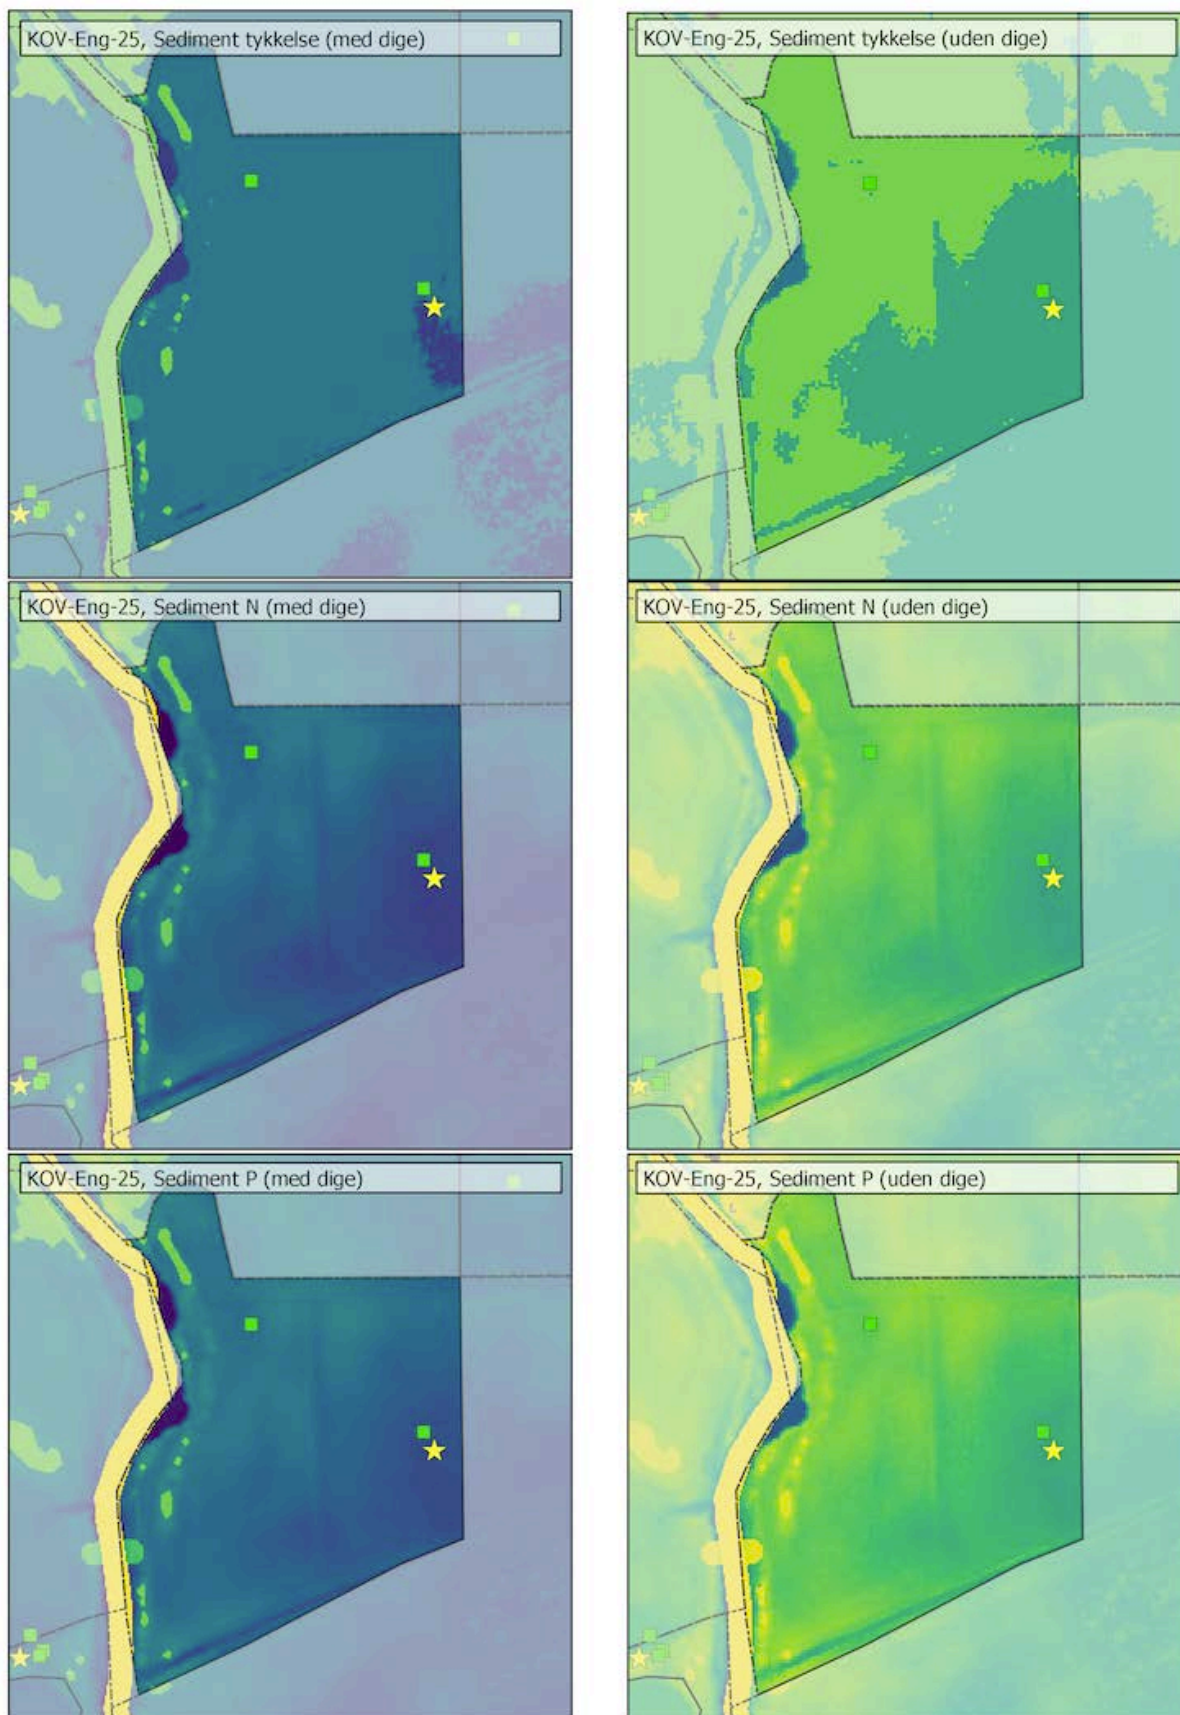 KOV-Eng-25, Sediment tykkelse (med dige)
KOV-Eng-25, Sediment tykkelse (uden dige)
KOV-Eng-25, Sediment N (med dige)
KOV-Eng-25, Sediment N (uden dige)
KOV-Eng-25, Sediment P (med dige)
KOV-Eng-25, Sediment P (uden dige)